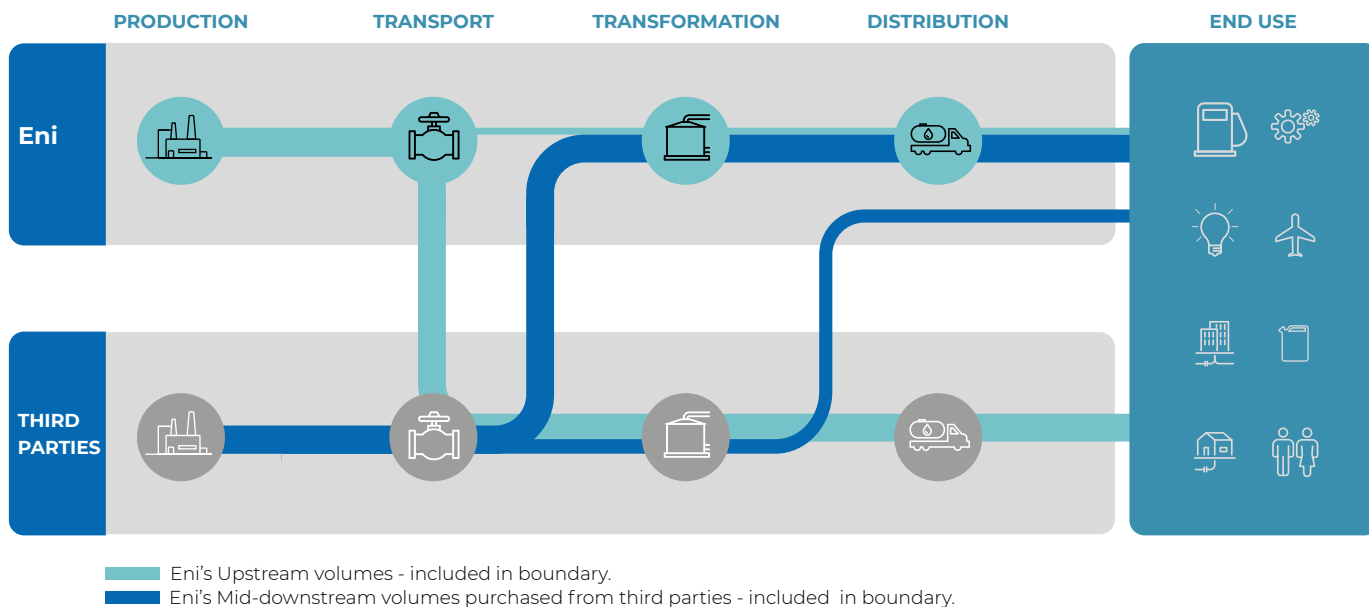 PRODUCTION TRANSPORT TRANSFORMATION DISTRIBUTION END USE
Eni
THIRD
PARTIES
Eni's Upstream volumes - included in boundary.
Eni's Mid-downstream volumes purchased from third parties - included in boundary.